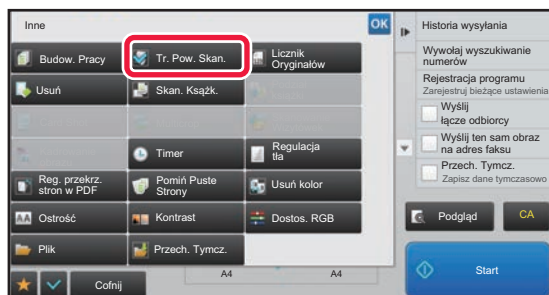 Inne
OK
Budow. Pracy
Tr. Pow. Skan.
Licznik
Oryginałów
Usuń
Skan. Książk.
Timer
Regulacja
tła
Reg. przekrz.
stron w PDF
Pomiń Puste
Strony
Usuń kolor
AA
Ostrość
Kontrast
Dostos. RGB
Plik
Przech. Tymcz.
Cofnij
A4
A4
Historia wysyłania
Wywołaj wyszukiwanie
numerów
Rejestracja programu
Zarejestruj bieżące ustawienia
Wyślij
łącze odbiorcy
Wyślij ten sam obraz
na adres faksu
Przech. Tymcz.
Zapisz dane tymczasowo
Podgląd
CA
Start